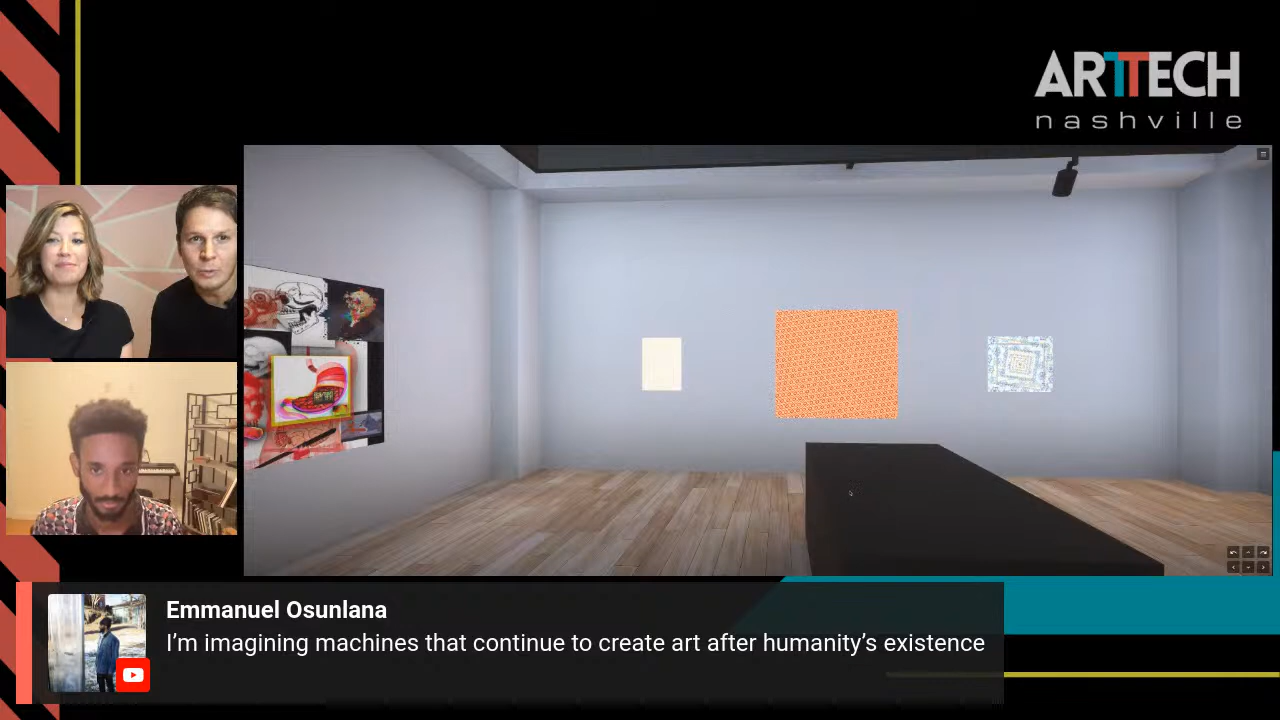 ARTTECH
nashville
Emmanuel Osunlana
I’m imagining machines that continue to create art after humanity’s existence